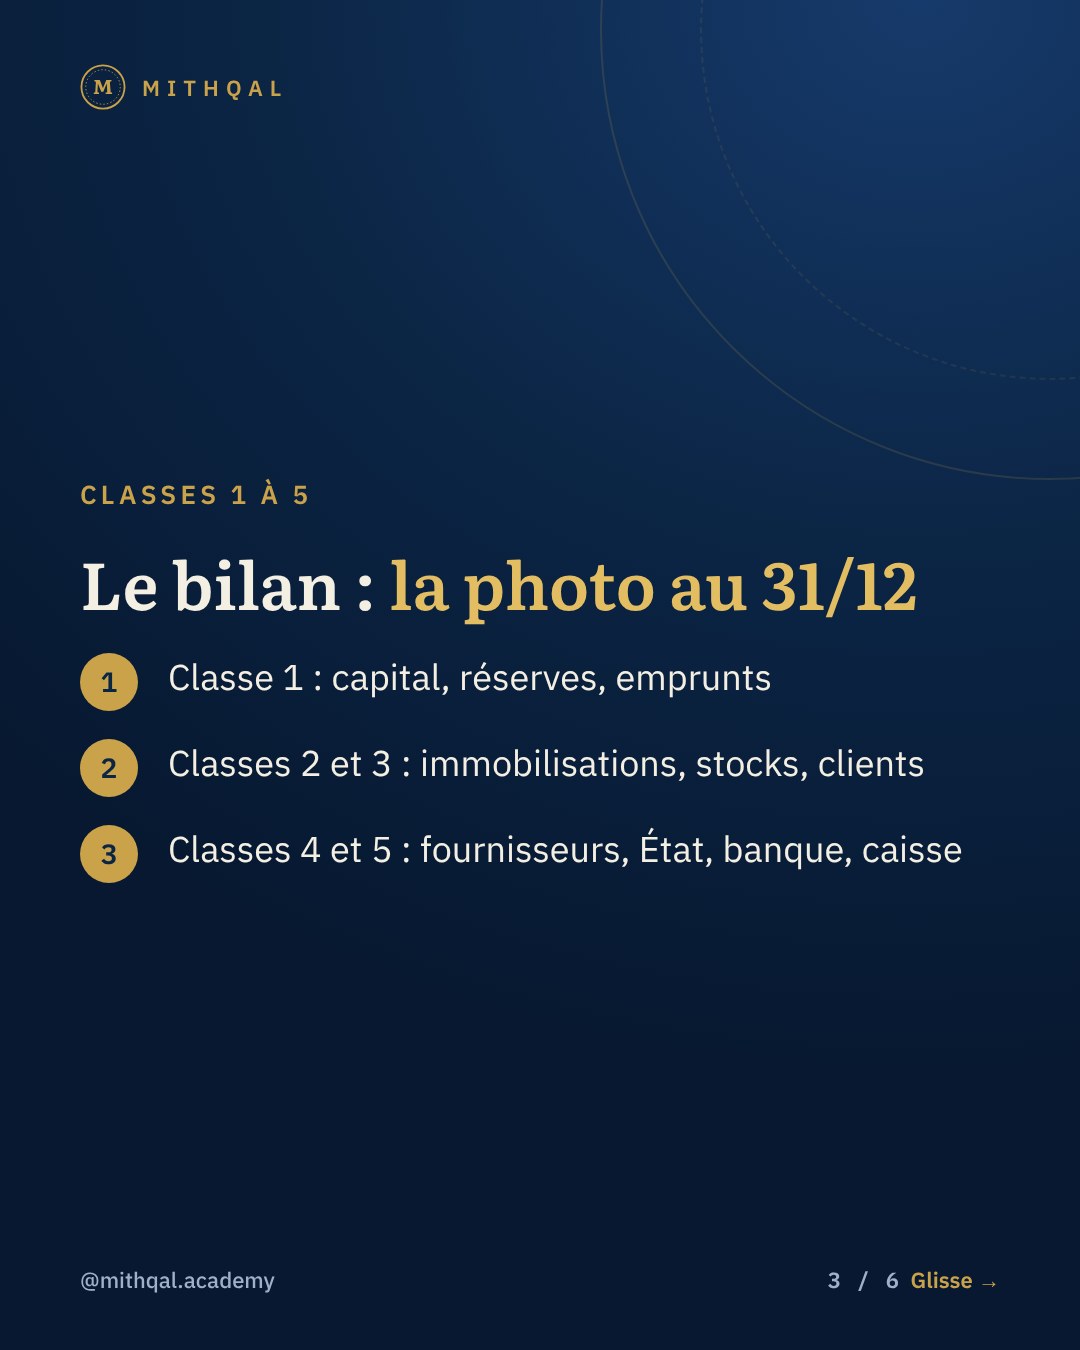 M MITHQAL
CLASSES 1 À 5
Le bilan : la photo au 31/12
1 Classe 1 : capital, réserves, emprunts
2 Classes 2 et 3 : immobilisations, stocks, clients
3 Classes 4 et 5 : fournisseurs, État, banque, caisse
@mithqal.academy
3 / 6 Glisse →